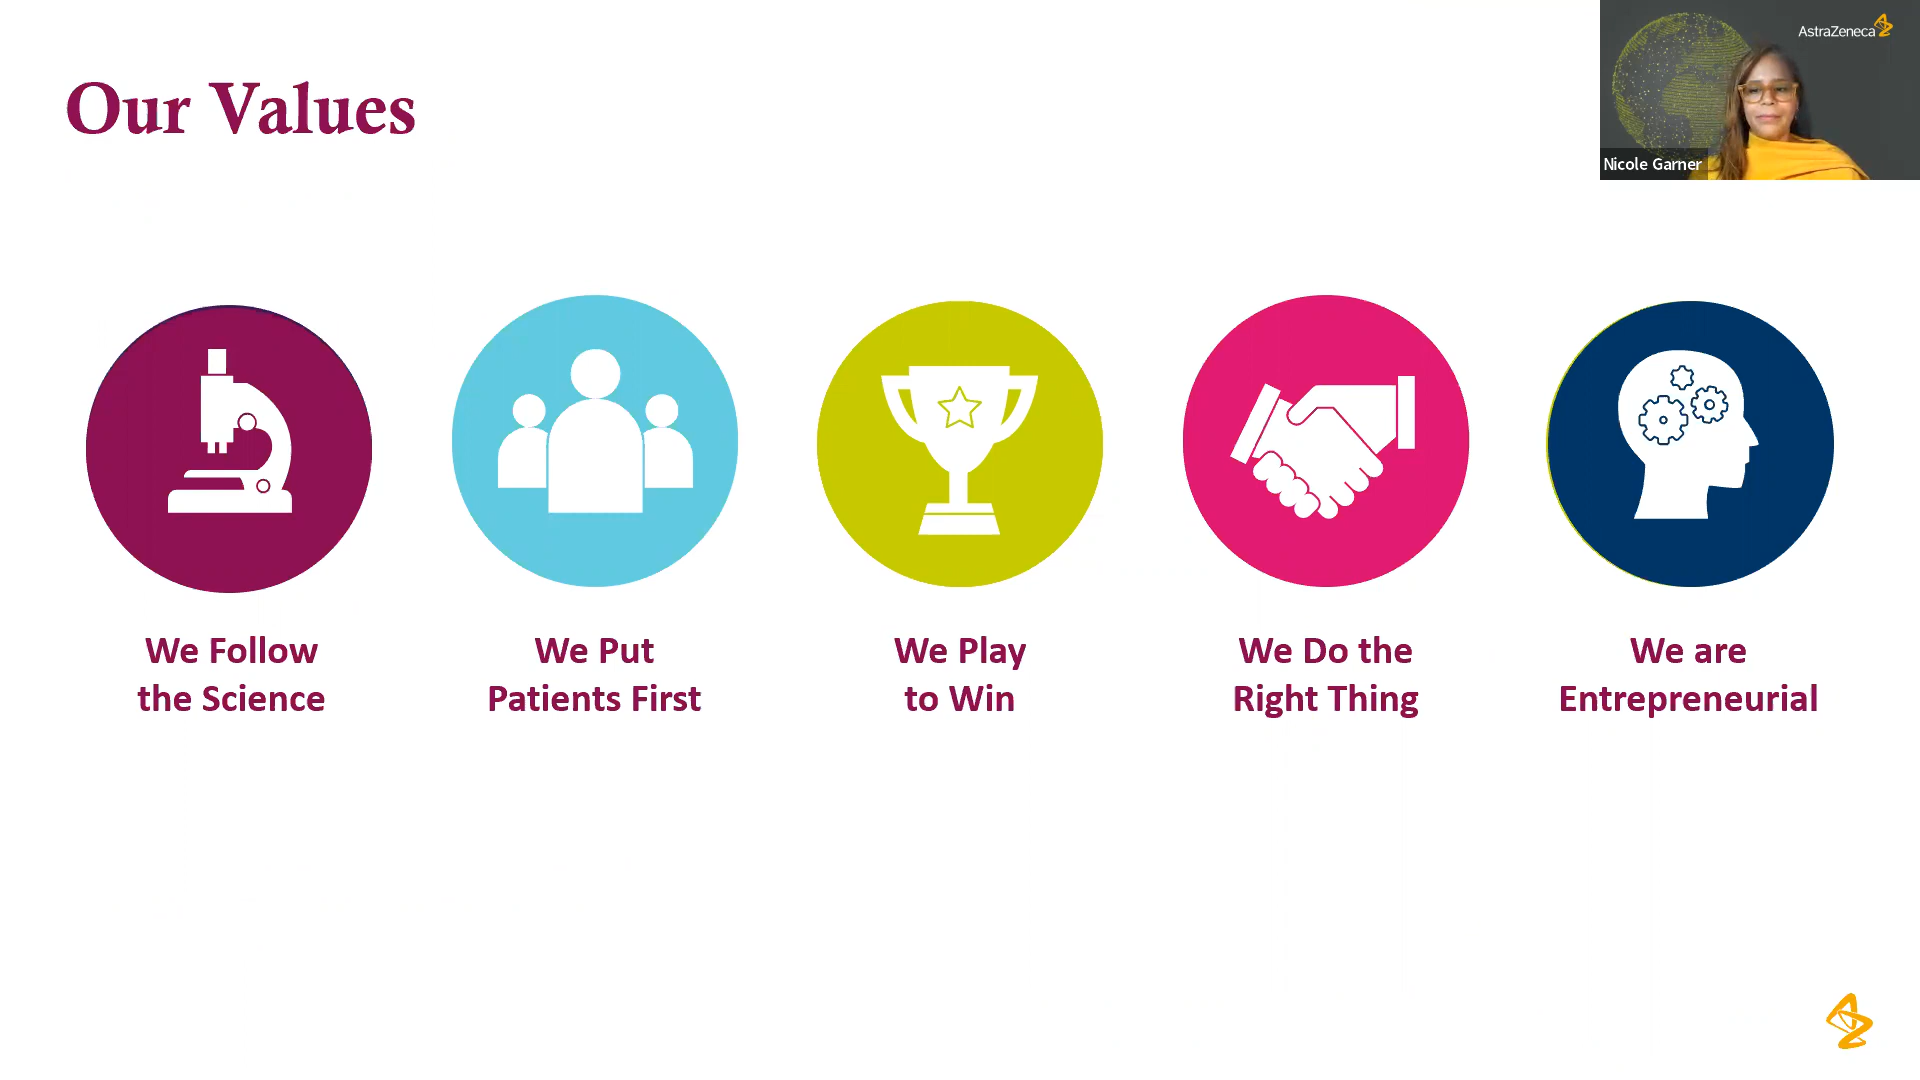 Our Values
AstraZeneca
Nicole Garner
We Follow
the Science
We Put
Patients First
We Play
to Win
We Do the
Right Thing
We are
Entrepreneurial